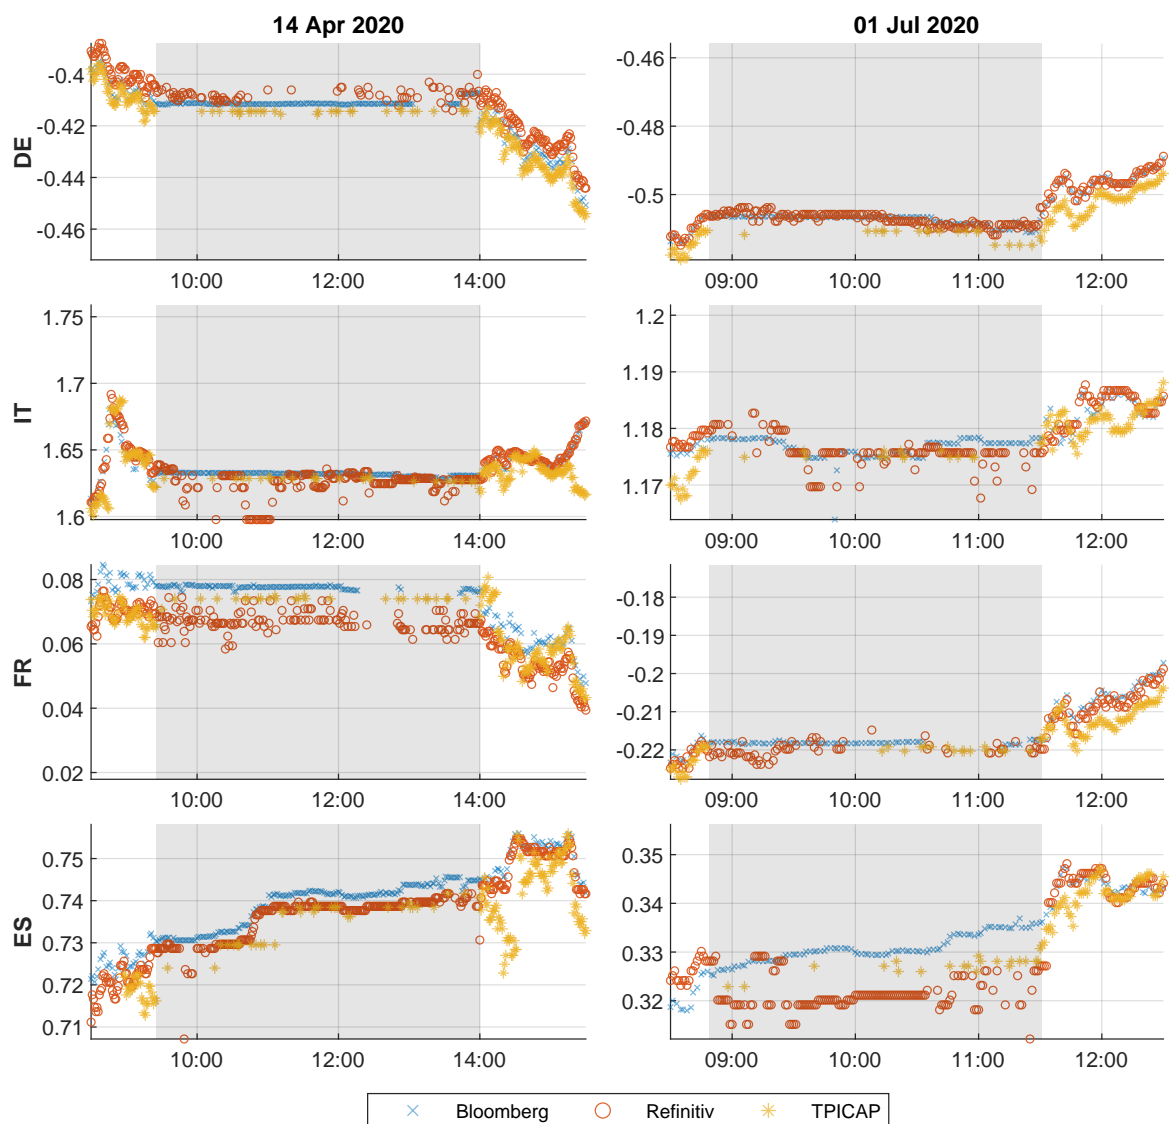 14 Apr 2020 01 Jul 2020
DE
-0.4
-0.42
-0.44
-0.46
10:00 12:00 14:00
-0.46
-0.48
-0.5
09:00 10:00 11:00 12:00
IT
1.75
1.7
1.65
1.6
10:00 12:00 14:00
1.2
1.19
1.18
1.17
09:00 10:00 11:00 12:00
FR
0.08
0.06
0.04
0.02
10:00 12:00 14:00
-0.18
-0.19
-0.2
-0.21
-0.22
09:00 10:00 11:00 12:00
ES
0.75
0.74
0.73
0.72
0.71
10:00 12:00 14:00
0.35
0.34
0.33
0.32
09:00 10:00 11:00 12:00
Bloomberg Refinitiv TPICAP